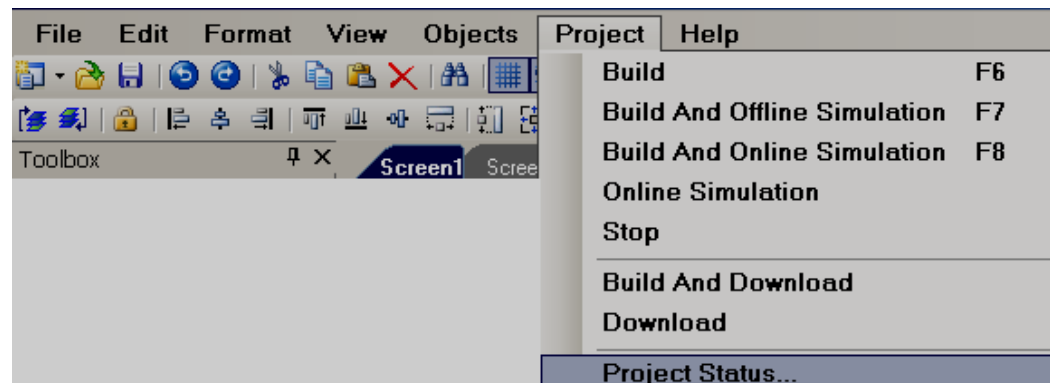 File Edit Format View Objects Project Help
Build F6
Build And Offline Simulation F7
Build And Online Simulation F8
Toolbox Screen1 Scree
Online Simulation
Stop
Build And Download
Download
Project Status...